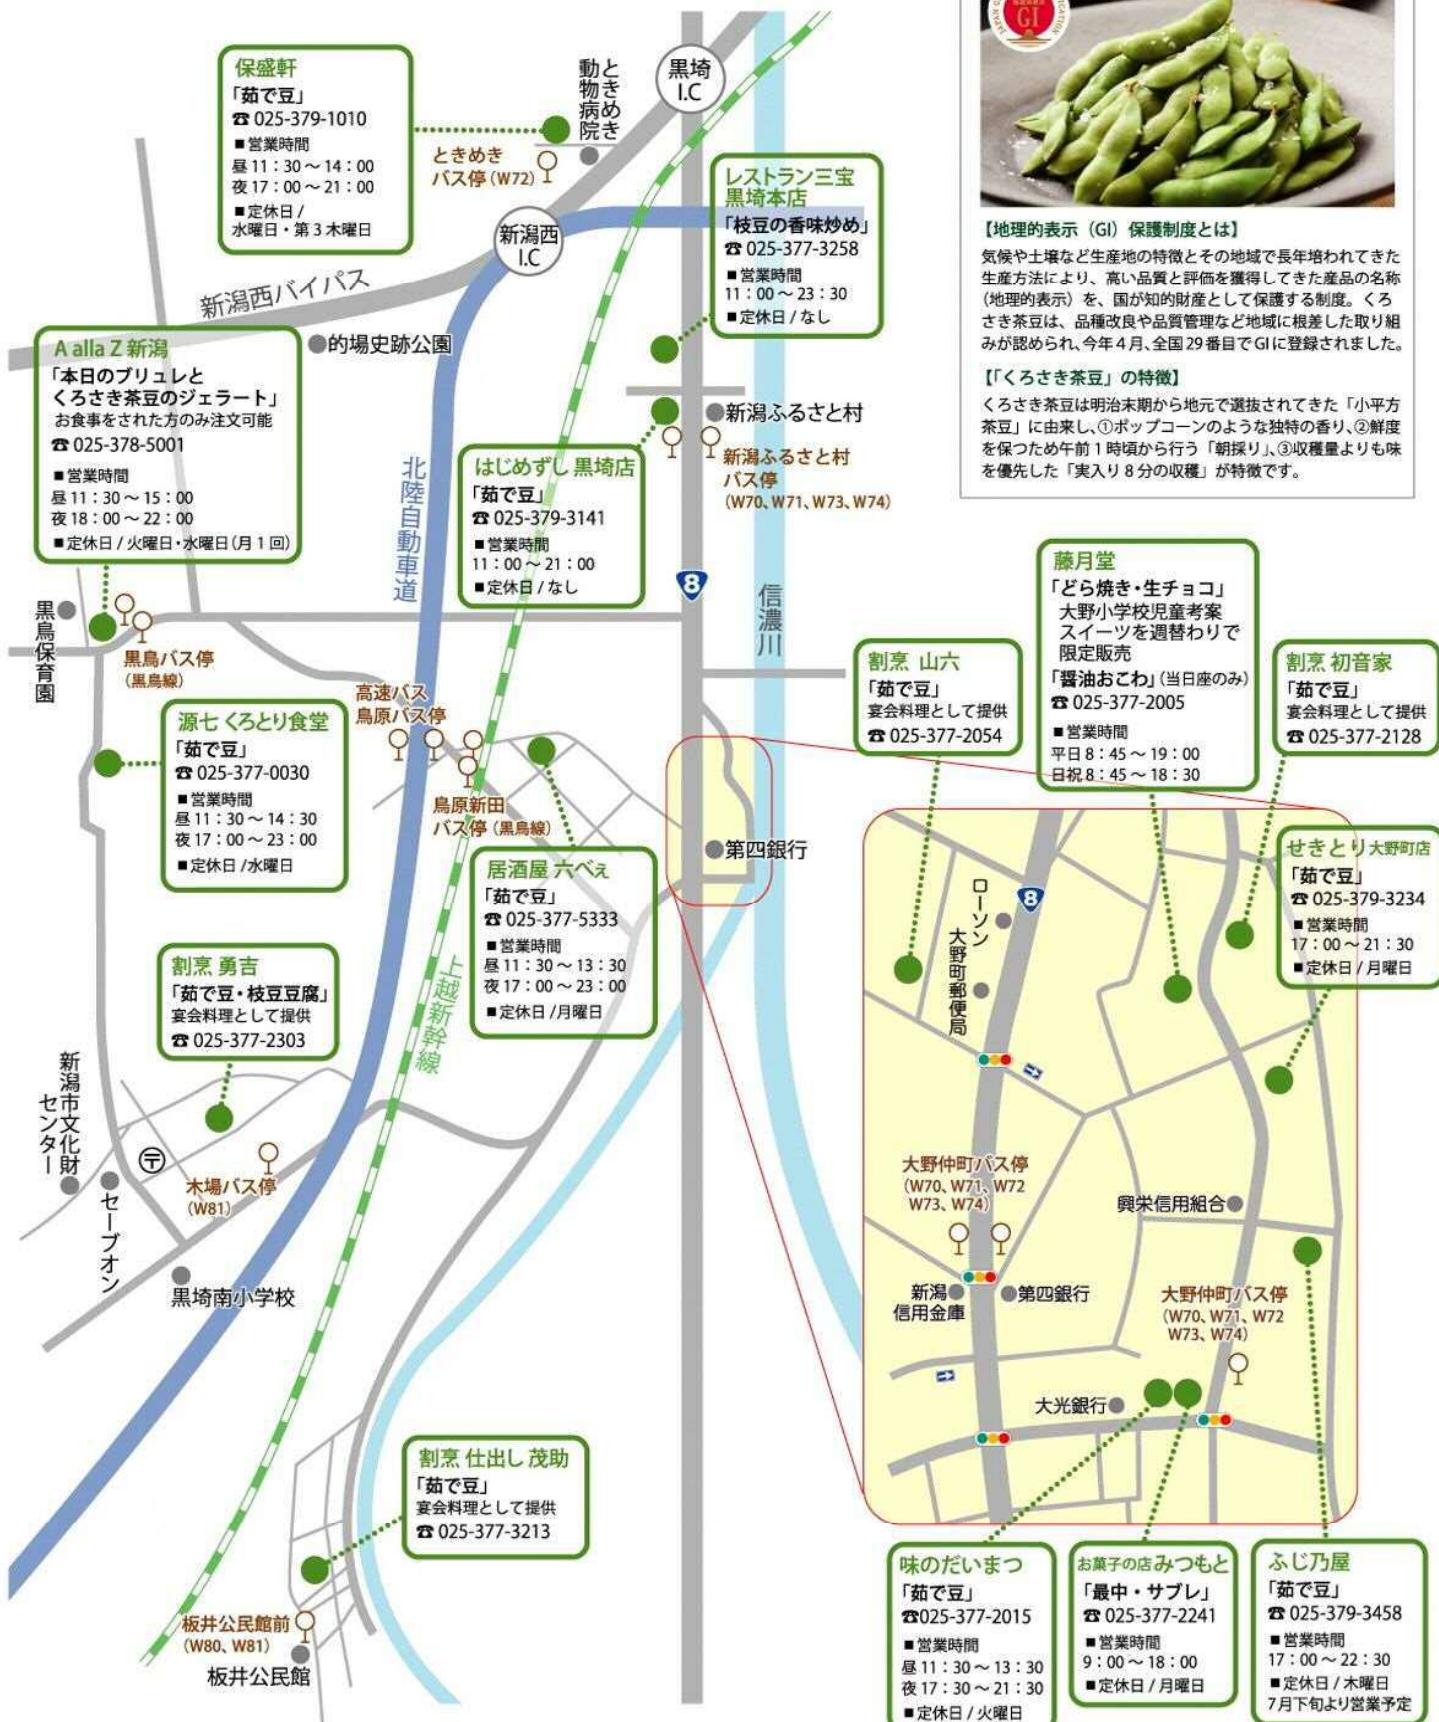 JAPAN G
ICATION
GI
【地理的表示（GI）保護制度とは】
気候や土壌など生産地の特徴とその地域で長年培われてきた
生産方法により、高い品質と評価を獲得してきた産品の名称
（地理的表示）を、国が知的財産として保護する制度。くろ
さき茶豆は、品種改良や品質管理など地域に根差した取り組
みが認められ、今年４月、全国29番目でGIに登録されました。
【「くろさき茶豆」の特徴】
くろさき茶豆は明治末期から地元で選抜されてきた「小平方
茶豆」に由来し、①ポップコーンのような独特の香り、②鮮度
を保つため午前１時頃から行う「朝採り」、③収穫量よりも味
を優先した「実入り８分の収穫」が特徴です。
保盛軒
「茹で豆」
☎ 025-379-1010
■営業時間
昼 11：30～14：00
夜 17：00～21：00
■定休日/
水曜日・第３木曜日
ときめき
動物病院
ときめき
バス停(W72)
黒埼
I.C
新潟西
I.C
新潟西バイパス
的場史跡公園
レストラン三宝
黒埼本店
「枝豆の香味炒め」
☎ 025-377-3258
■営業時間
11：00～23：30
■定休日/なし
A alla Z 新潟
「本日のブリュレと
くろさき茶豆のジェラート」
お食事をされた方のみ注文可能
☎ 025-378-5001
■営業時間
昼 11：30～15：00
夜 18：00～22：00
■定休日/火曜日・水曜日(月１回)
北陸自動車道
はじめずし 黒埼店
「茹で豆」
☎ 025-379-3141
■営業時間
11：00～21：00
■定休日/なし
新潟ふるさと村
新潟ふるさと村
バス停
(W70、W71、W73、W74)
8
信濃川
黒鳥保育園
黒鳥バス停
(黒鳥線)
源七 くろとり食堂
「茹で豆」
☎ 025-377-0030
■営業時間
昼 11：30～14：30
夜 17：00～23：00
■定休日/水曜日
高速バス
鳥原バス停
鳥原新田
バス停(黒鳥線)
居酒屋 六べぇ
「茹で豆」
☎ 025-377-5333
■営業時間
昼 11：30～13：30
夜 17：00～23：00
■定休日/月曜日
第四銀行
上越新幹線
割烹 勇吉
「茹で豆・枝豆豆腐」
宴会料理として提供
☎ 025-377-2303
新潟市文化財
センター
〒
セーブオン
木場バス停
(W81)
黒埼南小学校
割烹 仕出し 茂助
「茹で豆」
宴会料理として提供
☎ 025-377-3213
板井公民館前
(W80、W81)
板井公民館
割烹 山六
「茹で豆」
宴会料理として提供
☎ 025-377-2054
藤月堂
「どら焼き・生チョコ」
大野小学校児童考案
スイーツを週替わりで
限定販売
「醤油おこわ」(当日座のみ)
☎ 025-377-2005
■営業時間
平日 8：45～19：00
日祝 8：45～18：30
割烹 初音家
「茹で豆」
宴会料理として提供
☎ 025-377-2128
せきとり 大野町店
「茹で豆」
☎ 025-379-3234
■営業時間
17：00～21：30
■定休日/月曜日
8
ローソン
大野町郵便局
大野仲町バス停
(W70、W71、W72
W73、W74)
興栄信用組合
新潟
信用金庫
第四銀行
大野仲町バス停
(W70、W71、W72
W73、W74)
大光銀行
味のだいまつ
「茹で豆」
☎025-377-2015
■営業時間
昼 11：30～13：30
夜 17：30～21：30
■定休日/火曜日
お菓子の店 みつもと
「最中・サブレ」
☎ 025-377-2241
■営業時間
9：00～18：00
■定休日/月曜日
ふじ乃屋
「茹で豆」
☎ 025-379-3458
■営業時間
17：00～22：30
■定休日/木曜日
7月下旬より営業予定